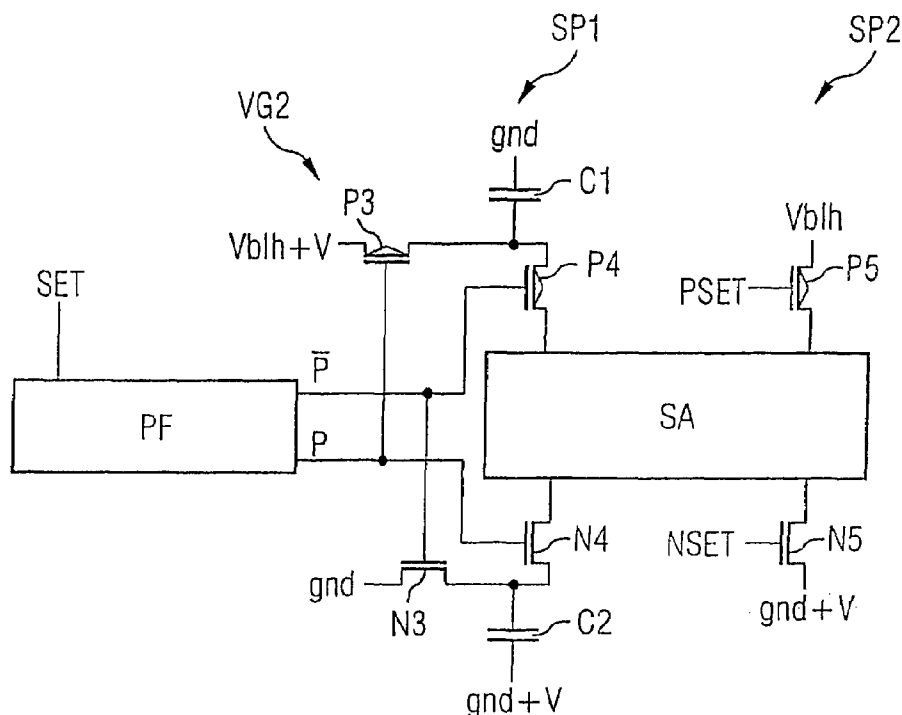 SP1
SP2
VG2
gnd
C1
P3
Vblh
Vblh+V
P4
P5
SET
PSET
P̅
PF
SA
P
N4
NSET
N5
gnd
N3
C2
gnd+V
gnd+V